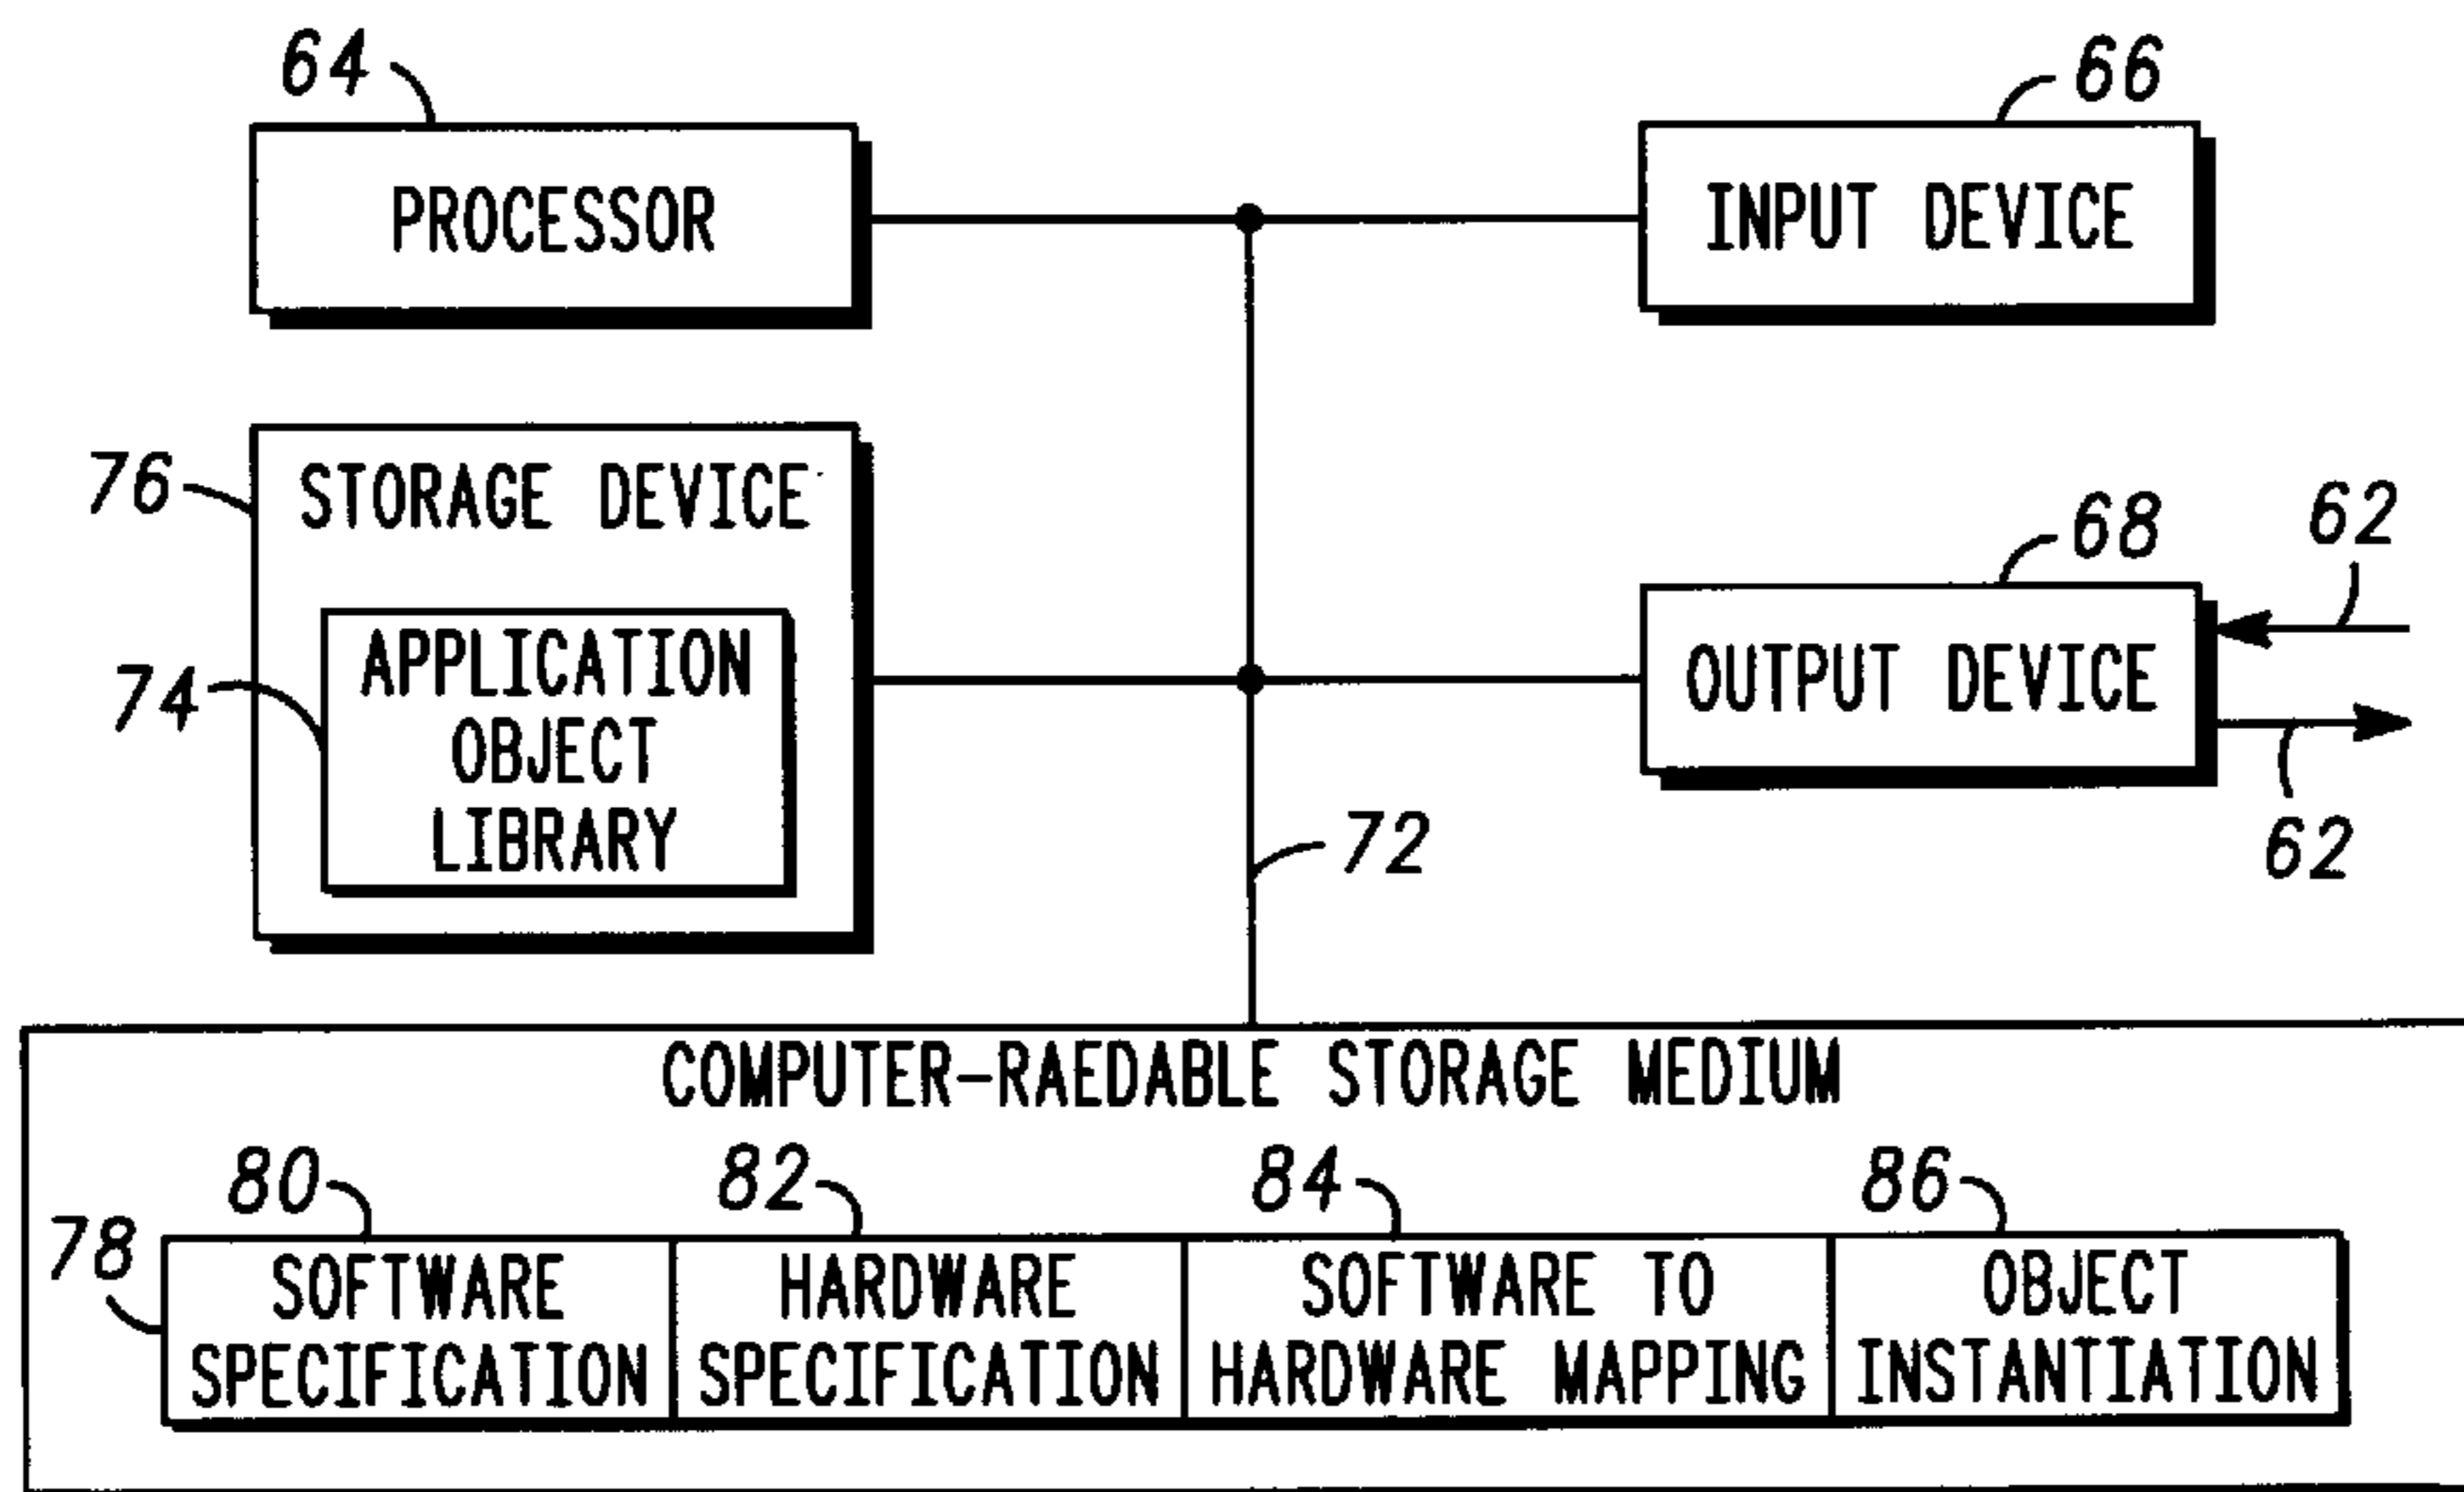 64
66
PROCESSOR
INPUT DEVICE
76
STORAGE DEVICE
68
62
74
APPLICATION
OBJECT
LIBRARY
OUTPUT DEVICE
72
62
COMPUTER-RAEDABLE STORAGE MEDIUM
80
82
84
86
78
SOFTWARE
SPECIFICATION
HARDWARE
SPECIFICATION
SOFTWARE TO
HARDWARE MAPPING
OBJECT
INSTANTIATION